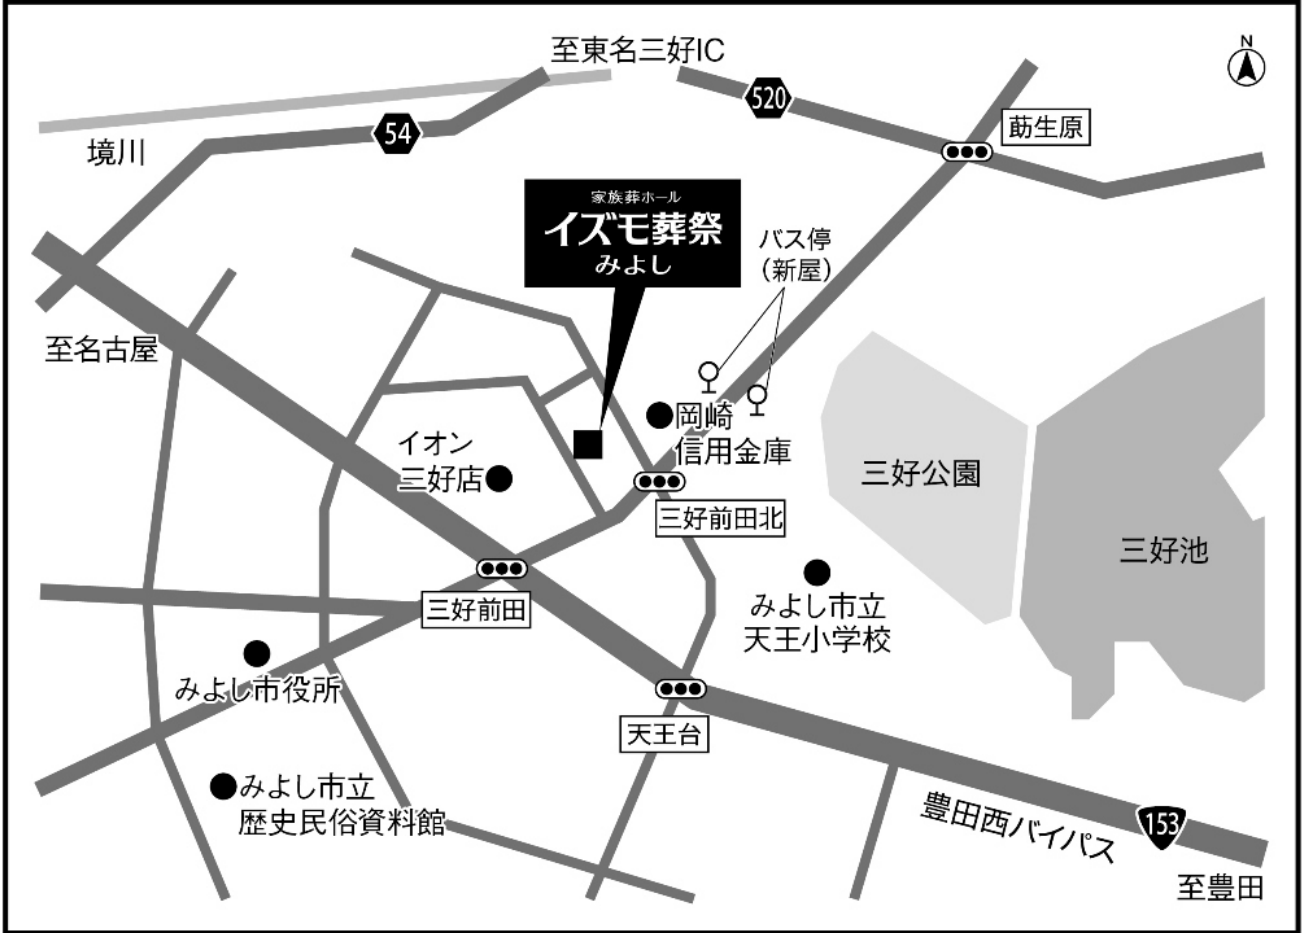 至東名三好IC
N
520
莇生原
54
境川
家族葬ホール
イズモ葬祭
みよし
バス停
（新屋）
至名古屋
岡崎
信用金庫
イオン
三好店
三好公園
三好前田北
三好池
三好前田
みよし市立
天王小学校
みよし市役所
天王台
みよし市立
歴史民俗資料館
豊田西バイパス
153
至豊田